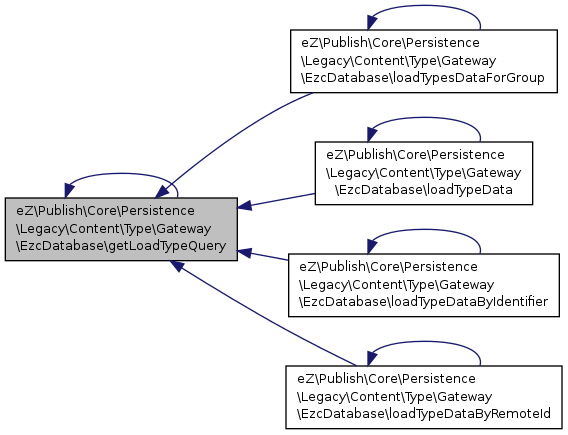 eZ\Publish\Core\Persistence
\Legacy\Content\Type\Gateway
\EzcDatabase\loadTypesDataForGroup
eZ\Publish\Core\Persistence
\Legacy\Content\Type\Gateway
\EzcDatabase\loadTypeData
eZ\Publish\Core\Persistence
\Legacy\Content\Type\Gateway
\EzcDatabase\getLoadTypeQuery
eZ\Publish\Core\Persistence
\Legacy\Content\Type\Gateway
\EzcDatabase\loadTypeDataByIdentifier
eZ\Publish\Core\Persistence
\Legacy\Content\Type\Gateway
\EzcDatabase\loadTypeDataByRemoteId